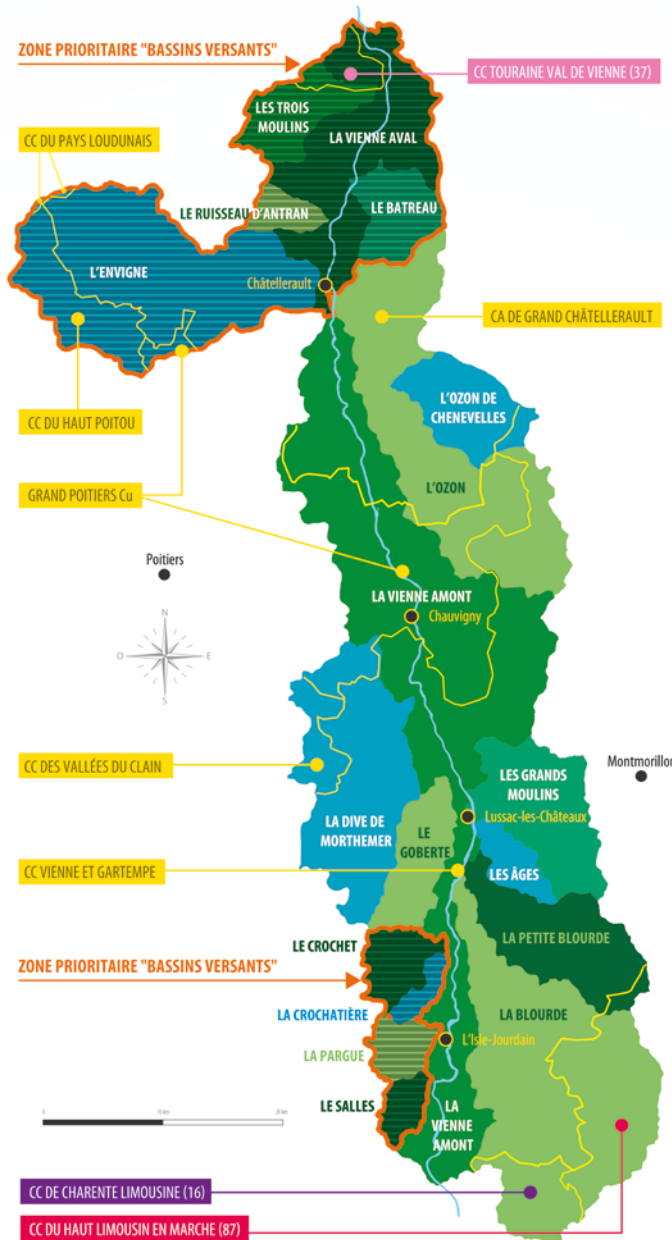 ZONE PRIORITAIRE "BASSINS VERSANTS"
CC TOURAINE VAL DE VIENNE (37)
LES TROIS
MOULINS
LA VIENNE AVAL
CC DU PAYS LOUDUNAIS
LE RUISSEAU D'ANTRAN
LE BATREAU
L'ENVIGNE
Châtellerault
CA DE GRAND CHÂTELLERAULT
L'OZON DE
CHENEVELLES
CC DU HAUT POITOU
L'OZON
GRAND POITIERS Cu
Poitiers
LA VIENNE AMONT
Chauvigny
N
O
E
S
CC DES VALLÉES DU CLAIN
Montmorillon
LES GRANDS
MOULINS
LA DIVE DE
MORTHEMER
Lussac-les-Châteaux
LE
GOBERTE
CC VIENNE ET GARTEMPE
LES ÂGES
LA PETITE BLOURDE
LE CROCHET
ZONE PRIORITAIRE "BASSINS VERSANTS"
LA CROCHATIÈRE
LA BLOURDE
L'Isle-Jourdain
LA PARGUE
LE SALLES
LA
VIENNE
AMONT
0
10 km
20 km
CC DE CHARENTE LIMOUSINE (16)
CC DU HAUT LIMOUSIN EN MARCHE (87)